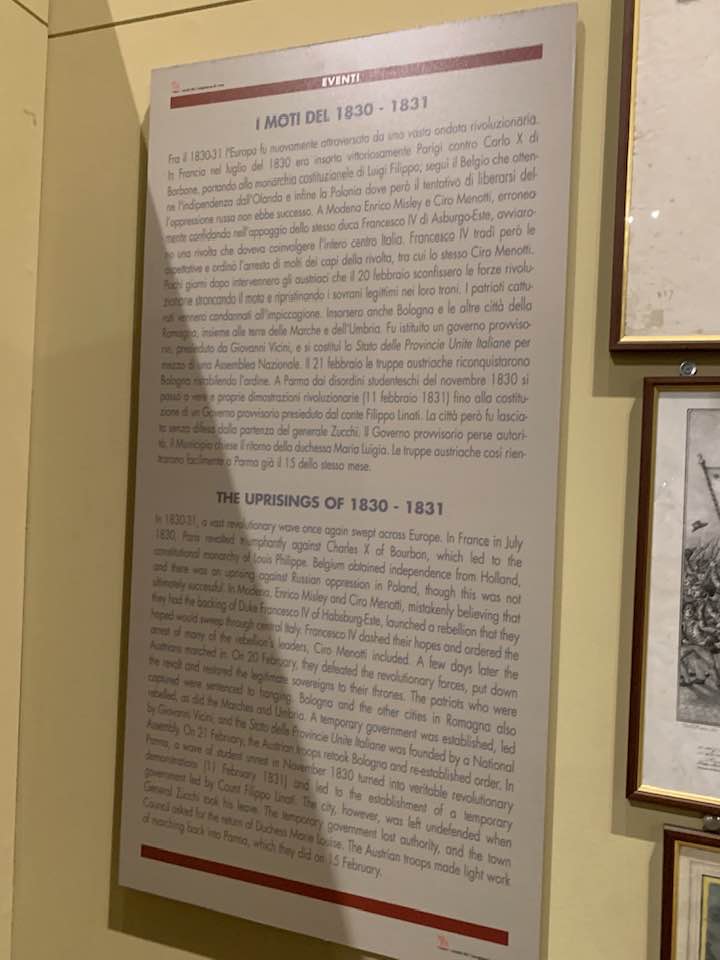 EVENTI
I MOTI DEL 1830 - 1831
Fra il 1830-31 l'Europa fu nuovamente attraversata da una vasta ondata rivoluzionaria.
In Francia nel luglio del 1830 era insorta vittoriosamente Parigi contro Carlo X di
Borbone, portando alla monarchia costituzionale di Luigi Filippo; seguì il Belgio che otten-
ne l'indipendenza dall'Olanda e infine la Polonia dove però il tentativo di liberarsi del-
l'oppressione russa non ebbe successo. A Modena Enrico Misley e Ciro Menotti, erronea-
mente confidando nell'appoggio dello stesso duca Francesco IV di Asburgo-Este, avviaro-
no una rivolta che doveva coinvolgere l'intero centro Italia. Francesco IV tradì però le
aspettative e ordinò l'arresto di molti dei capi della rivolta, tra cui lo stesso Ciro Menotti.
Pochi giorni dopo intervennero gli austriaci che il 20 febbraio sconfissero le forze rivolu-
zionarie stroncando il moto e ripristinando i sovrani legittimi nei loro troni. I patrioti cattu-
rati vennero condannati all'impiccagione. Insorsero anche Bologna e le altre città della
Romagna, insieme alle terre delle Marche e dell'Umbria. Fu istituito un governo provviso-
rio, presieduto da Giovanni Vicini, e si costituì lo Stato delle Provincie Unite Italiane per
mezzo di una Assemblea Nazionale. Il 21 febbraio le truppe austriache riconquistarono
Bologna ristabilendo l'ordine. A Parma dai disordini studenteschi del novembre 1830 si
passò a vere e proprie dimostrazioni rivoluzionarie (11 febbraio 1831) fino alla costitu-
zione di un Governo provvisorio presieduto dal conte Filippo Linati. La città però fu lascia-
ta senza difesa dalla partenza del generale Zucchi. Il Governo provvisorio perse autori-
tà, il Municipio chiese il ritorno della duchessa Maria Luigia. Le truppe austriache così rien-
trarono facilmente a Parma già il 15 dello stesso mese.
THE UPRISINGS OF 1830 - 1831
In 1830-31, a vast revolutionary wave once again swept across Europe. In France in July
1830, Paris revolted triumphantly against Charles X of Bourbon, which led to the
constitutional monarchy of Louis Philippe. Belgium obtained independence from Holland,
and there was an uprising against Russian oppression in Poland, though this was not
ultimately successful. In Modena, Enrico Misley and Ciro Menotti, mistakenly believing that
they had the backing of Duke Francesco IV of Habsburg-Este, launched a rebellion that they
hoped would sweep through central Italy. Francesco IV dashed their hopes and ordered the
arrest of many of the rebellion's leaders, Ciro Menotti included. A few days later the
Austrians marched in. On 20 February, they defeated the revolutionary forces, put down
the revolt and restored the legitimate sovereigns to their thrones. The patriots who were
captured were sentenced to hanging. Bologna and the other cities in Romagna also
rebelled, as did the Marches and Umbria. A temporary government was established, led
by Giovanni Vicini, and the Stato delle Provincie Unite Italiane was founded by a National
Assembly. On 21 February, the Austrian troops retook Bologna and re-established order. In
Parma, a wave of student unrest in November 1830 turned into veritable revolutionary
demonstrations (11 February 1831) and led to the establishment of a temporary
government led by Count Filippo Linati. The city, however, was left undefended when
General Zucchi took his leave. The temporary government lost authority, and the town
Council asked for the return of Duchess Marie Louise. The Austrian troops made light work
of marching back into Parma, which they did on 15 February.